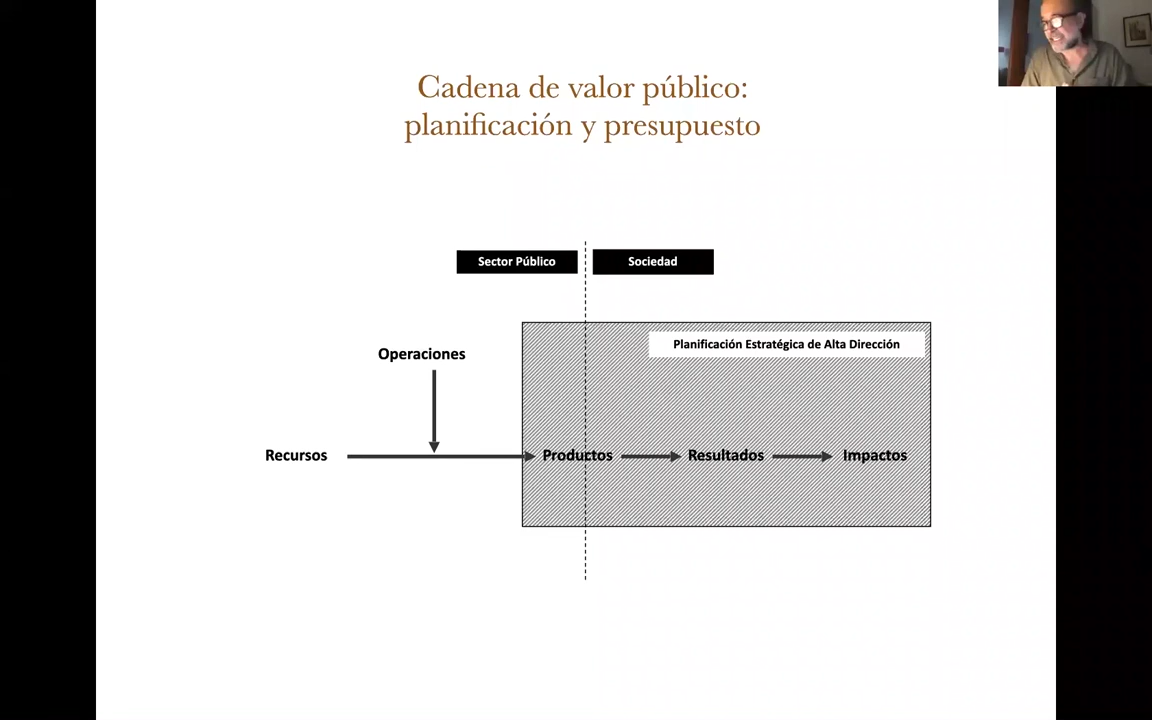 Cadena de valor público:
planificación y presupuesto
Sector Público
Sociedad
Planificación Estratégica de Alta Dirección
Operaciones
Recursos
Productos
Resultados
Impactos